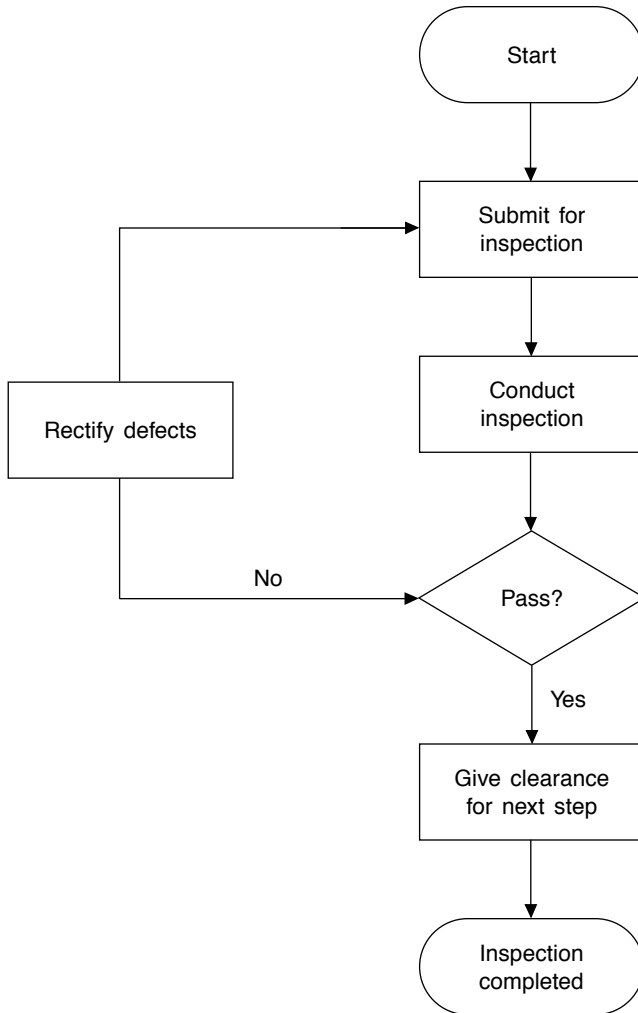 Start
Submit for
inspection
Conduct
inspection
Rectify defects
No
Pass?
Yes
Give clearance
for next step
Inspection
completed